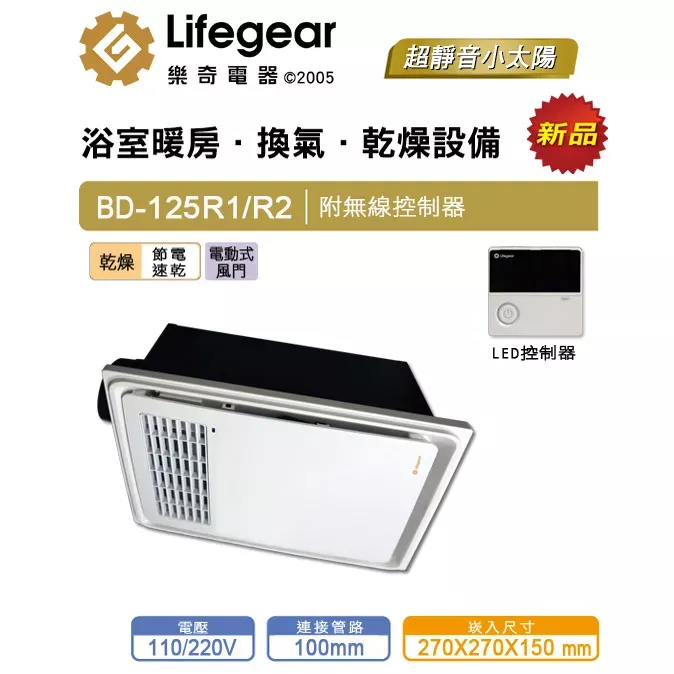 Lifegear
樂奇電器©2005
超靜音小太陽
浴室暖房・換氣・乾燥設備
新品
BD-125R1/R2 附無線控制器
乾燥
節電
速乾
電動式
風門
Lifegear
LED控制器
Lifegear
電壓
110/220V
連接管路
100mm
崁入尺寸
270X270X150 mm